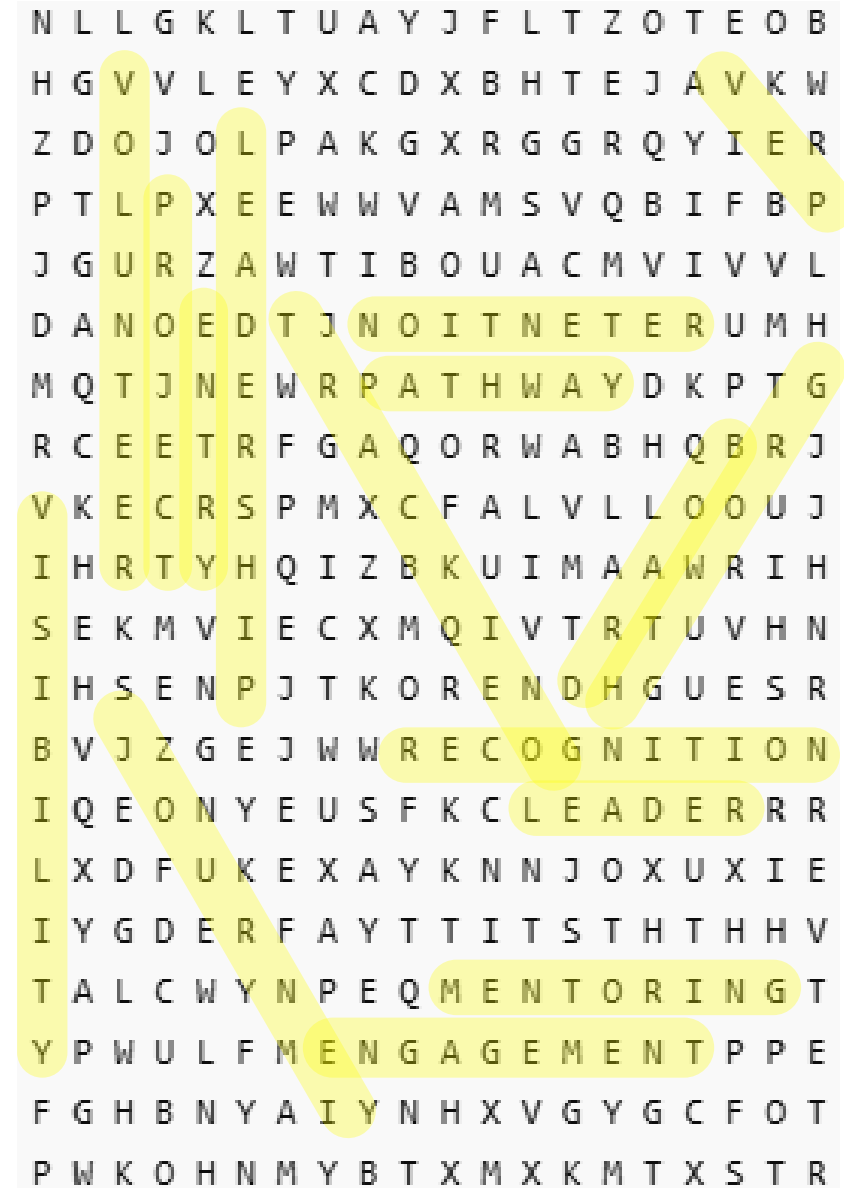 N L L G K L T U A Y J F L T Z O T E O B
H G V V L E Y X C D X B H T E J A V K W
Z D O J O L P A K G X R G G R Q Y I E R
P T L P X E E W W V A M S V Q B I F B P
J G U R Z A W T I B O U A C M V I V V L
D A N O E D T J N O I T N E T E R U M H
M Q T J N E W R P A T H W A Y D K P T G
R C E E T R F G A Q O R W A B H Q B R J
V K E C R S P M X C F A L V L L O O U J
I H R T Y H Q I Z B K U I M A A W R I H
S E K M V I E C X M Q I V T R T U V H N
I H S E N P J T K O R E N D H G U E S R
B V J Z G E J W W R E C O G N I T I O N
I Q E O N Y E U S F K C L E A D E R R R
L X D F U K E X A Y K N N J O X U X I E
I Y G D E R F A Y T T I T S T H T H H V
T A L C W Y N P E Q M E N T O R I N G T
Y P W U L F M E N G A G E M E N T P P E
F G H B N Y A I Y N H X V G Y G C F O T
P W K O H N M Y B T X M X K M T X S T R